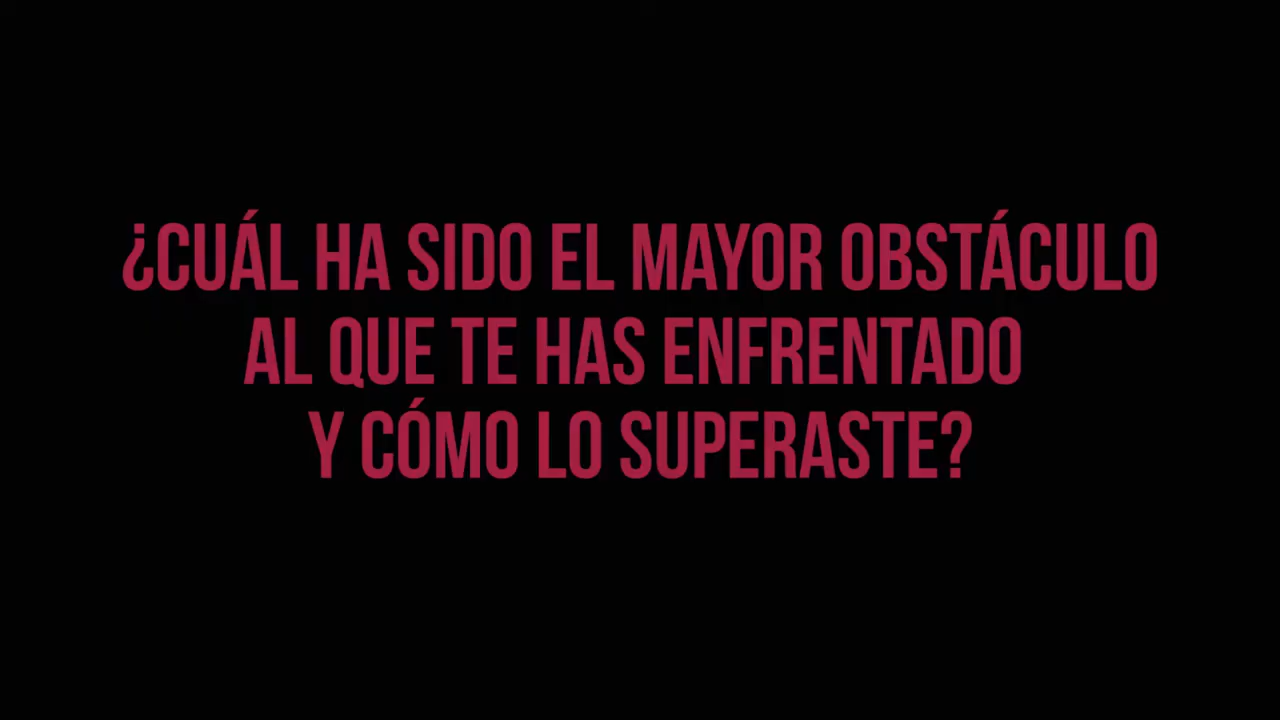 ¿CUÁL HA SIDO EL MAYOR OBSTÁCULO
AL QUE TE HAS ENFRENTADO
Y CÓMO LO SUPERASTE?